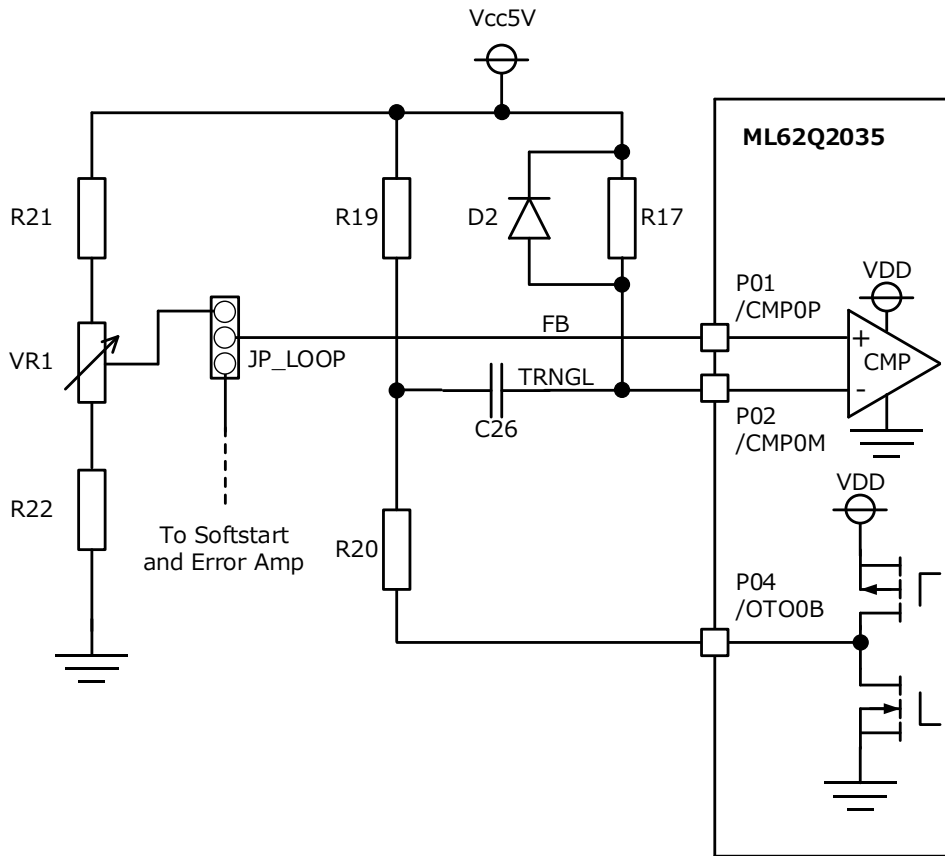 Vcc5V
ML62Q2035
R21
R19
D2
R17
VDD
P01
/CMP0P
FB
+
CMP
VR1
JP_LOOP
TRNGL
-
C26
P02
/CMP0M
R22
VDD
To Softstart
and Error Amp
R20
P04
/OTO0B